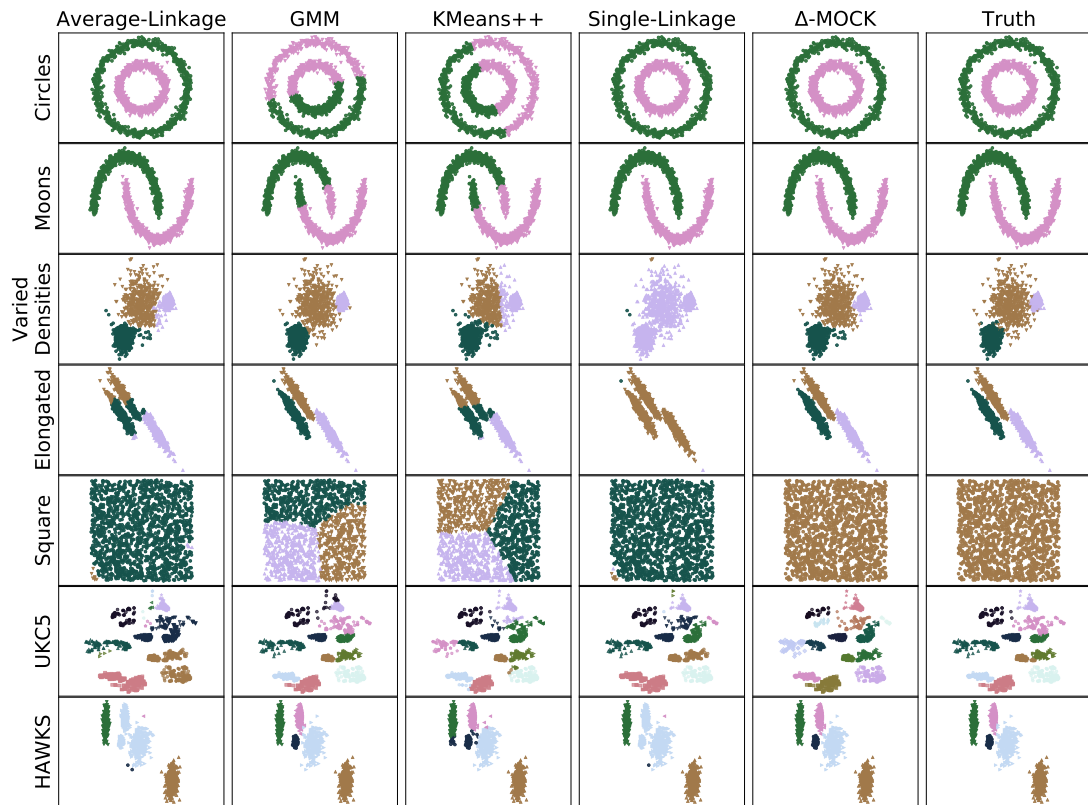 Average-Linkage GMM KMeans++ Single-Linkage Δ-MOCK Truth
Circles
Moons
Varied
Densities
Elongated
Square
UKC5
HAWKS